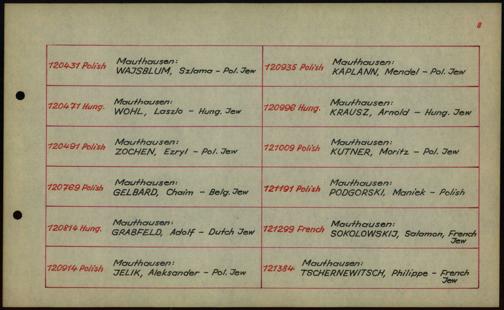 8
120431 Polish Mauthausen:
WAJSBLUM, Szlama - Pol. Jew
120471 Hung. Mauthausen:
WOHL, Laszlo - Hung. Jew
120491 Polish Mauthausen:
ZOCHEN, Ezryl - Pol. Jew
120769 Polish Mauthausen:
GELBARD, Chaim - Belg. Jew
120814 Hung. Mauthausen:
GRABFELD, Adolf - Dutch Jew
120914 Polish Mauthausen:
JELIK, Aleksander - Pol. Jew
120935 Polish Mauthausen:
KAPLANN, Mendel - Pol. Jew
120996 Hung. Mauthausen:
KRAUSZ, Arnold - Hung. Jew
121009 Polish Mauthausen:
KUTNER, Moritz - Pol. Jew
121191 Polish Mauthausen:
PODGORSKI, Maniek - Polish
121299 French Mauthausen:
SOKOLOWSKIJ, Salamon, French
Jew
121384 Mauthausen:
TSCHERNEWITSCH, Philippe - French
Jew